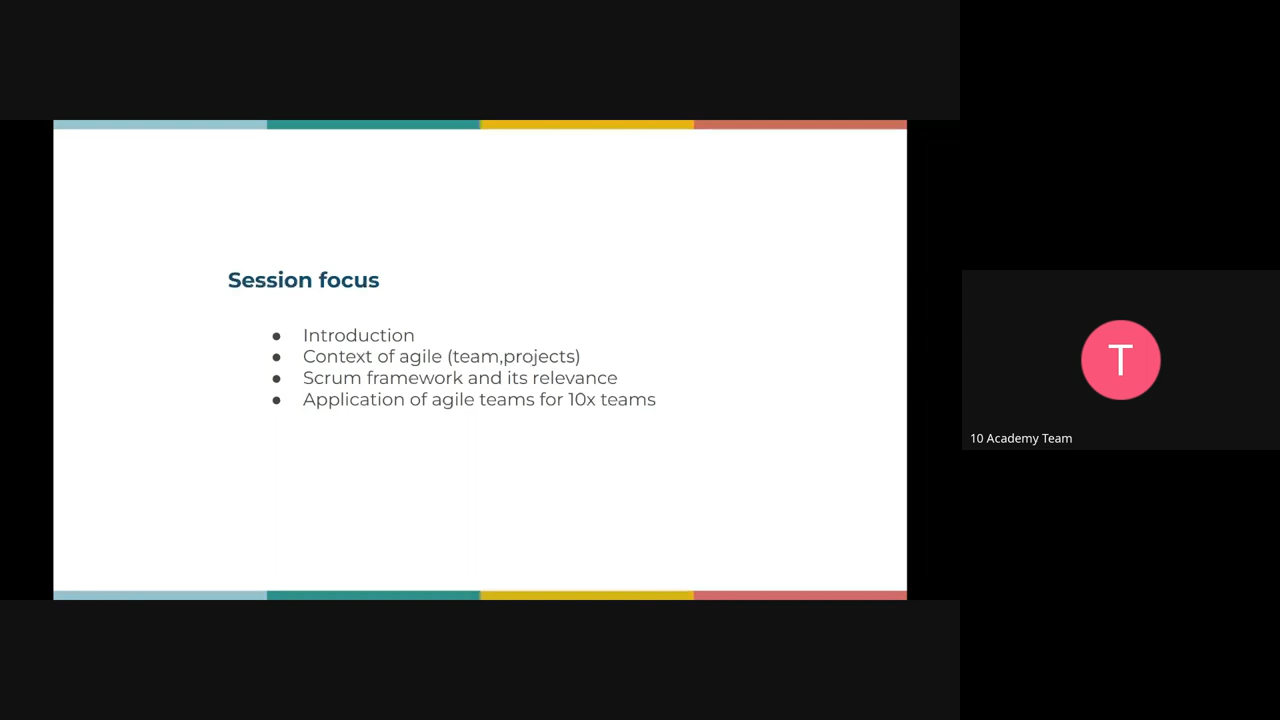 Session focus
● Introduction
● Context of agile (team,projects)
● Scrum framework and its relevance
● Application of agile teams for 10x teams
T
10 Academy Team